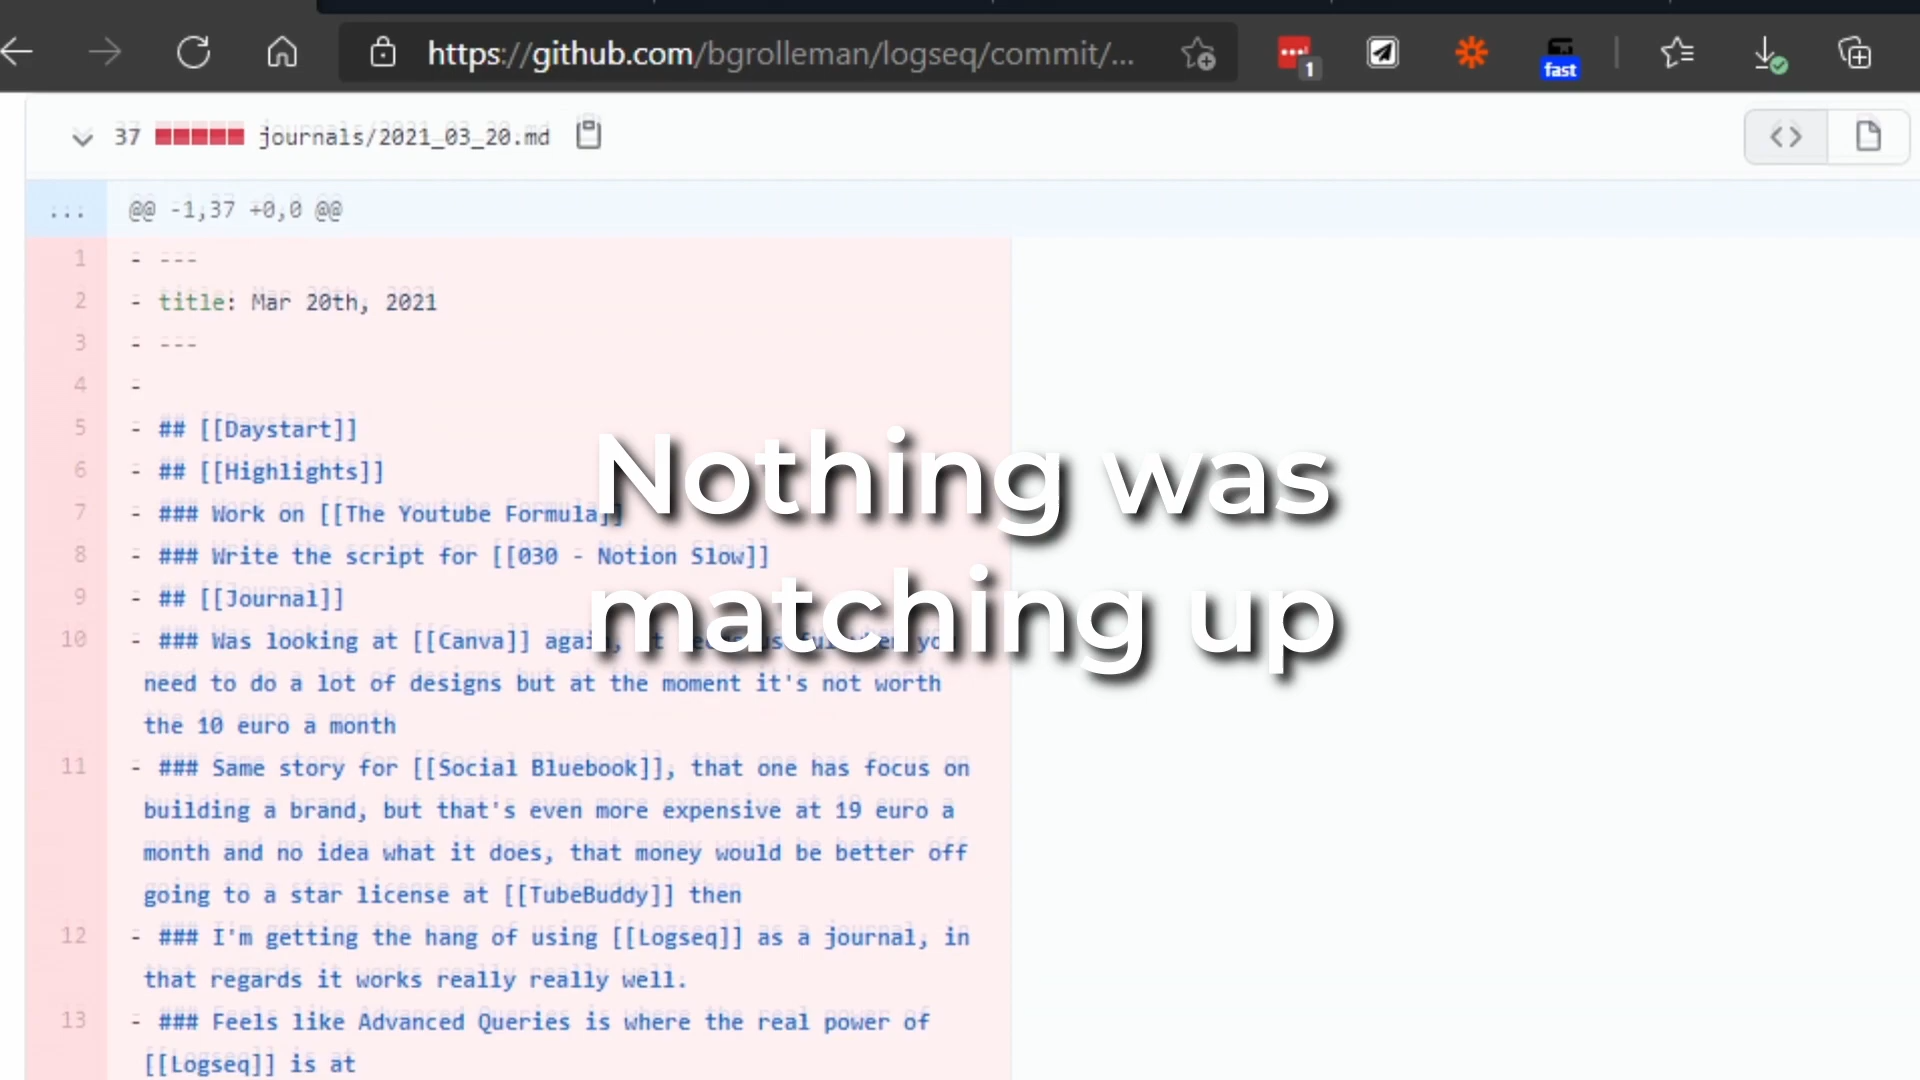 https://github.com/bgrolleman/logseq/commit/...
1
fast
37 journals/2021_03_20.md
... @@ -1,37 +0,0 @@
1 - ---
2 - title: Mar 20th, 2021
3 - ---
4 -
5 - ## [[Daystart]]
6 - ## [[Highlights]]
7 - ### Work on [[The Youtube Formula]]
8 - ### Write the script for [[030 - Notion Slow]]
9 - ## [[Journal]]
10 - ### Was looking at [[Canva]] again, it you
need to do a lot of designs but at the moment it's not worth
the 10 euro a month
11 - ### Same story for [[Social Bluebook]], that one has focus on
building a brand, but that's even more expensive at 19 euro a
month and no idea what it does, that money would be better off
going to a star license at [[TubeBuddy]] then
12 - ### I'm getting the hang of using [[Logseq]] as a journal, in
that regards it works really really well.
13 - ### Feels like Advanced Queries is where the real power of
[[Logseq]] is at
Nothing was
matching up